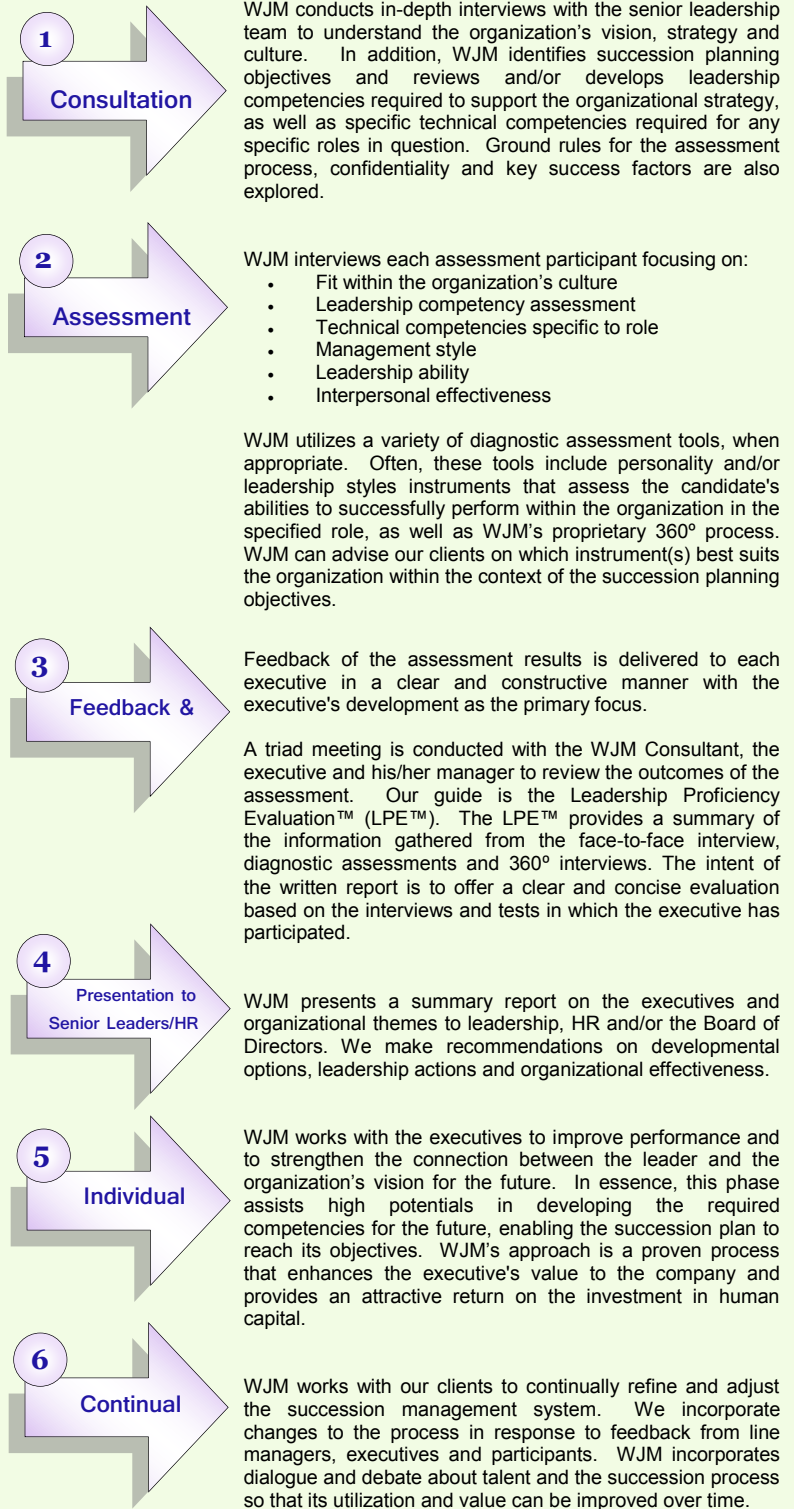 1
Consultation
WJM conducts in-depth interviews with the senior leadership
team to understand the organization's vision, strategy and
culture. In addition, WJM identifies succession planning
objectives and reviews and/or develops leadership
competencies required to support the organizational strategy,
as well as specific technical competencies required for any
specific roles in question. Ground rules for the assessment
process, confidentiality and key success factors are also
explored.
2
Assessment
WJM interviews each assessment participant focusing on:
• Fit within the organization's culture
• Leadership competency assessment
• Technical competencies specific to role
• Management style
• Leadership ability
• Interpersonal effectiveness
WJM utilizes a variety of diagnostic assessment tools, when
appropriate. Often, these tools include personality and/or
leadership styles instruments that assess the candidate's
abilities to successfully perform within the organization in the
specified role, as well as WJM's proprietary 360º process.
WJM can advise our clients on which instrument(s) best suits
the organization within the context of the succession planning
objectives.
3
Feedback &
Feedback of the assessment results is delivered to each
executive in a clear and constructive manner with the
executive's development as the primary focus.
A triad meeting is conducted with the WJM Consultant, the
executive and his/her manager to review the outcomes of the
assessment. Our guide is the Leadership Proficiency
Evaluation™ (LPE™). The LPE™ provides a summary of
the information gathered from the face-to-face interview,
diagnostic assessments and 360º interviews. The intent of
the written report is to offer a clear and concise evaluation
based on the interviews and tests in which the executive has
participated.
4
Presentation to
Senior Leaders/HR
WJM presents a summary report on the executives and
organizational themes to leadership, HR and/or the Board of
Directors. We make recommendations on developmental
options, leadership actions and organizational effectiveness.
5
Individual
WJM works with the executives to improve performance and
to strengthen the connection between the leader and the
organization's vision for the future. In essence, this phase
assists high potentials in developing the required
competencies for the future, enabling the succession plan to
reach its objectives. WJM's approach is a proven process
that enhances the executive's value to the company and
provides an attractive return on the investment in human
capital.
6
Continual
WJM works with our clients to continually refine and adjust
the succession management system. We incorporate
changes to the process in response to feedback from line
managers, executives and participants. WJM incorporates
dialogue and debate about talent and the succession process
so that its utilization and value can be improved over time.